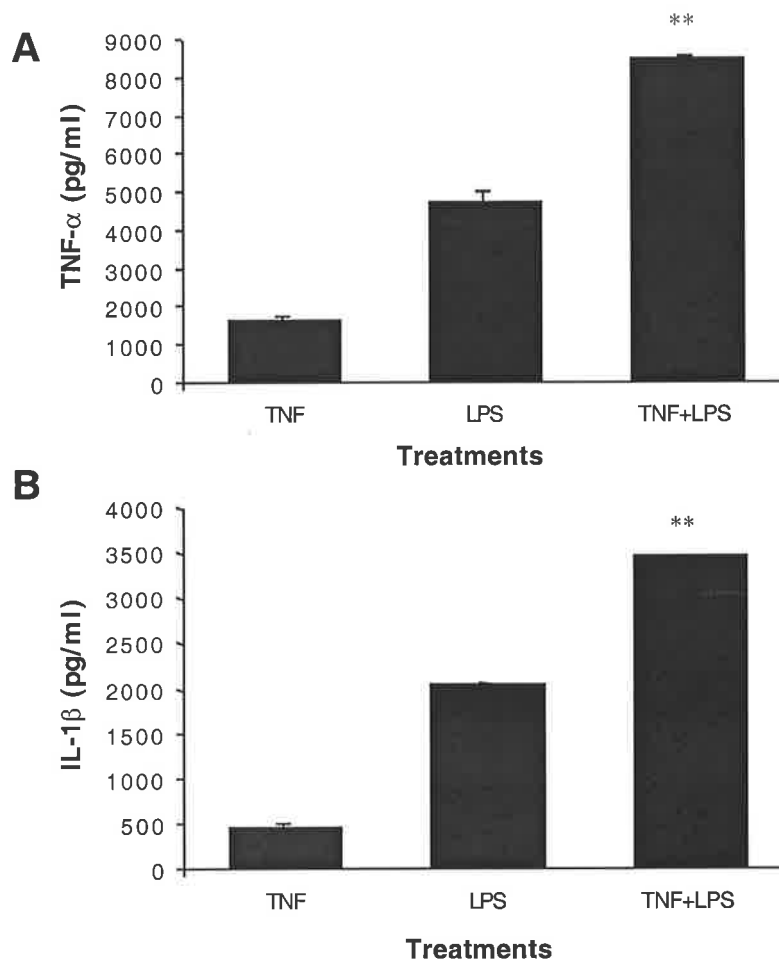 A
**
9000
8000
7000
6000
5000
4000
3000
2000
1000
0
TNF-α (pg/ml)
TNF LPS TNF+LPS
Treatments
B
**
4000
3500
3000
2500
2000
1500
1000
500
0
IL-1β (pg/ml)
TNF LPS TNF+LPS
Treatments